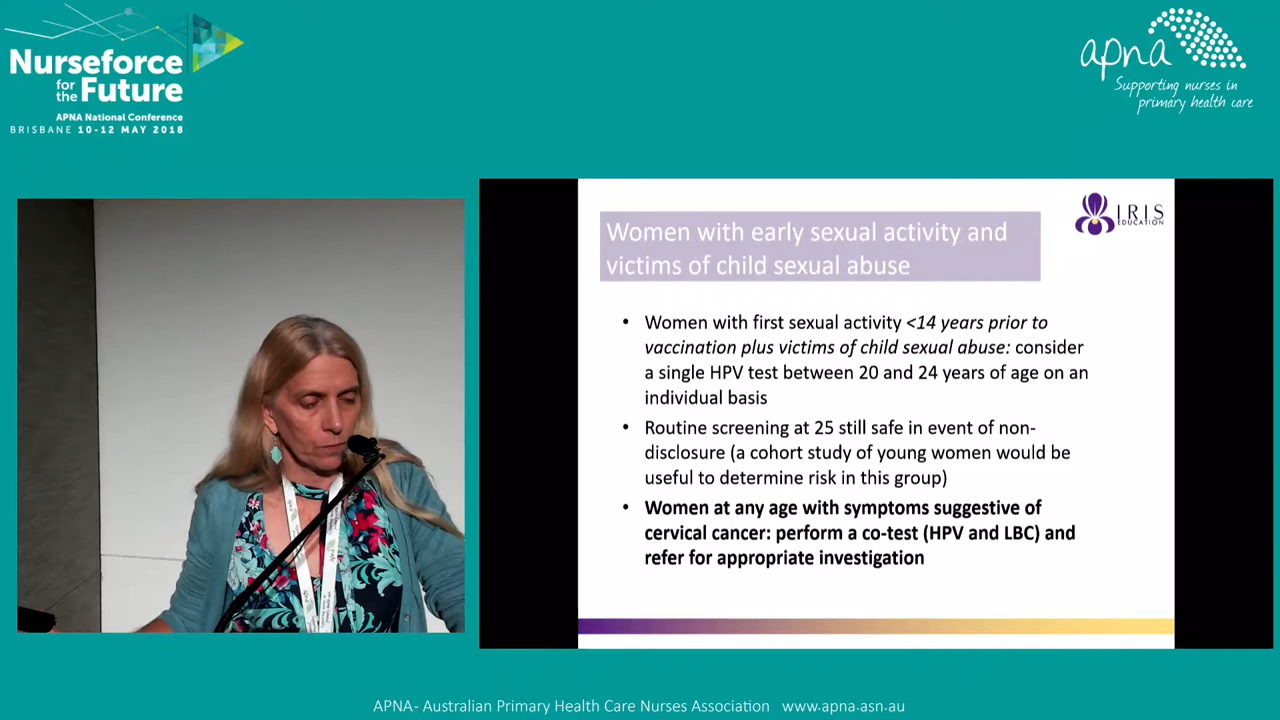 Nurseforce
for the
Future
APNA National Conference
BRISBANE 10-12 MAY 2018
apna
Supporting nurses in
primary health care
IRIS
EDUCATION
Women with early sexual activity and
victims of child sexual abuse
• Women with first sexual activity <14 years prior to
vaccination plus victims of child sexual abuse: consider
a single HPV test between 20 and 24 years of age on an
individual basis
• Routine screening at 25 still safe in event of non-
disclosure (a cohort study of young women would be
useful to determine risk in this group)
• Women at any age with symptoms suggestive of
cervical cancer: perform a co-test (HPV and LBC) and
refer for appropriate investigation
APNA- Australian Primary Health Care Nurses Association www.apna.asn.au